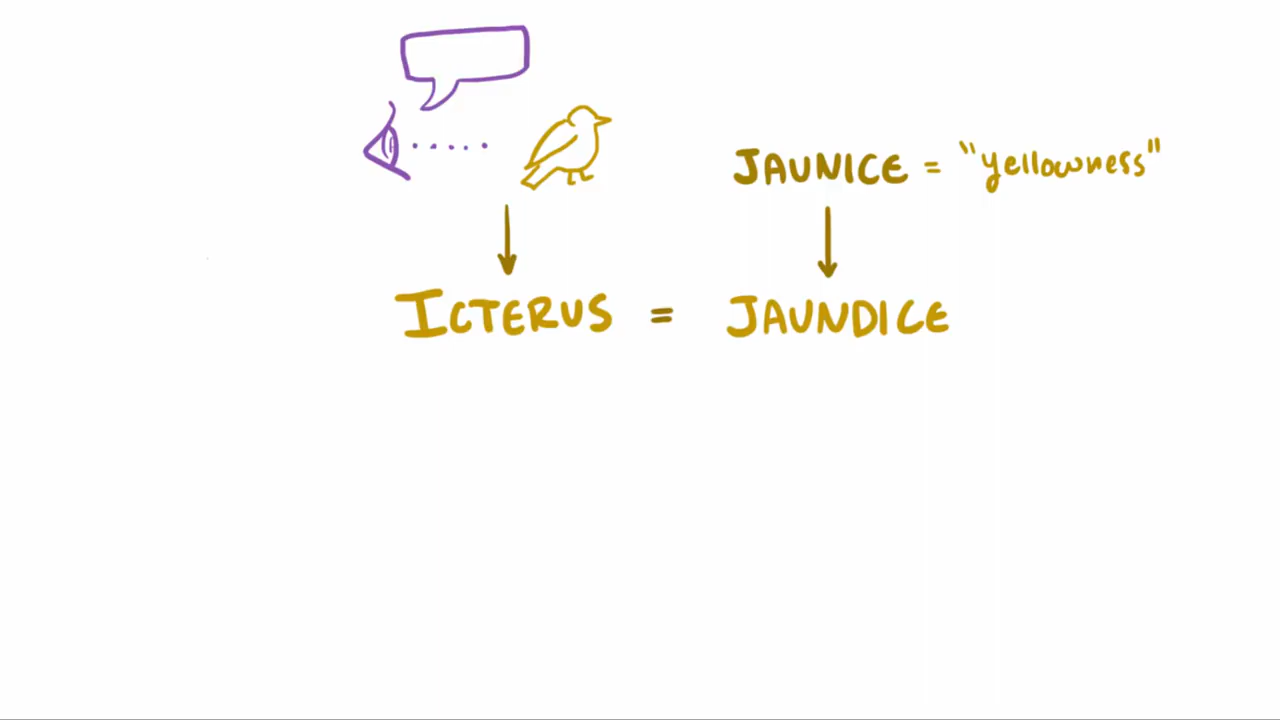 JAUNICE = "yellowness"
ICTERUS = JAUNDICE